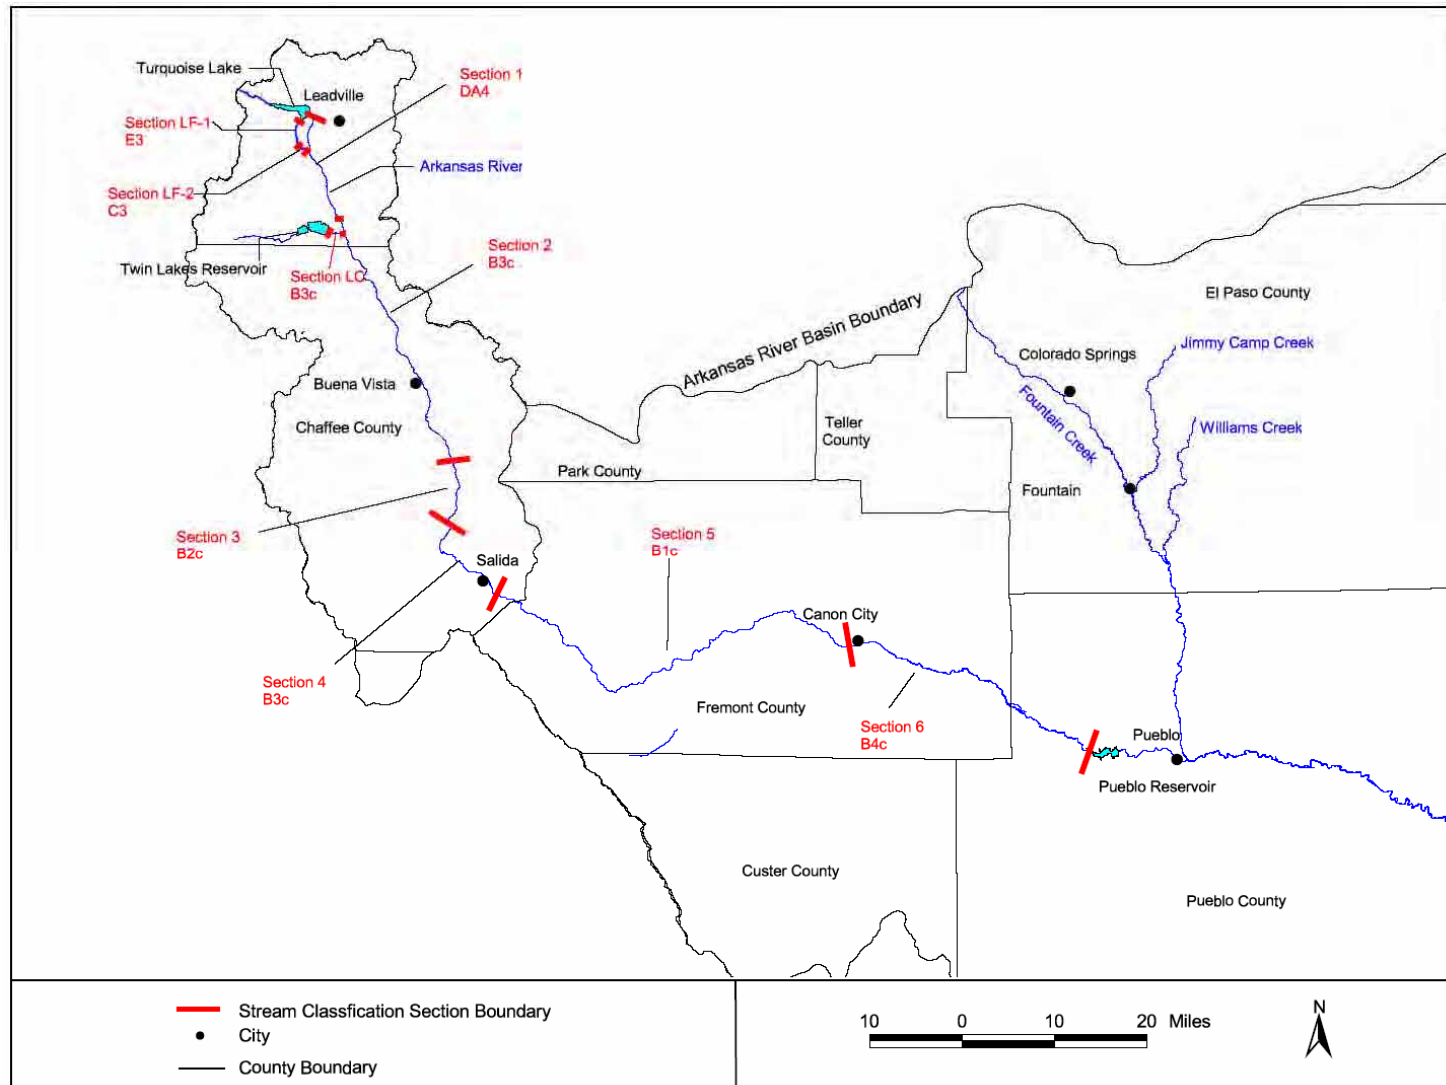 Turquoise Lake
Leadville
Section 1
DA4
Section LF-1
E3
Arkansas River
Section LF-2
C3
Section 2
B3c
Twin Lakes Reservoir
Section LC
B3c
El Paso County
Arkansas River Basin Boundary
Jimmy Camp Creek
Colorado Springs
Buena Vista
Fountain Creek
Chaffee County
Teller
County
Williams Creek
Park County
Fountain
Section 3
B2c
Section 5
B1c
Salida
Canon City
Section 4
B3c
Fremont County
Section 6
B4c
Pueblo
Pueblo Reservoir
Custer County
Pueblo County
Stream Classfication Section Boundary
City
County Boundary
10 0 10 20 Miles
N